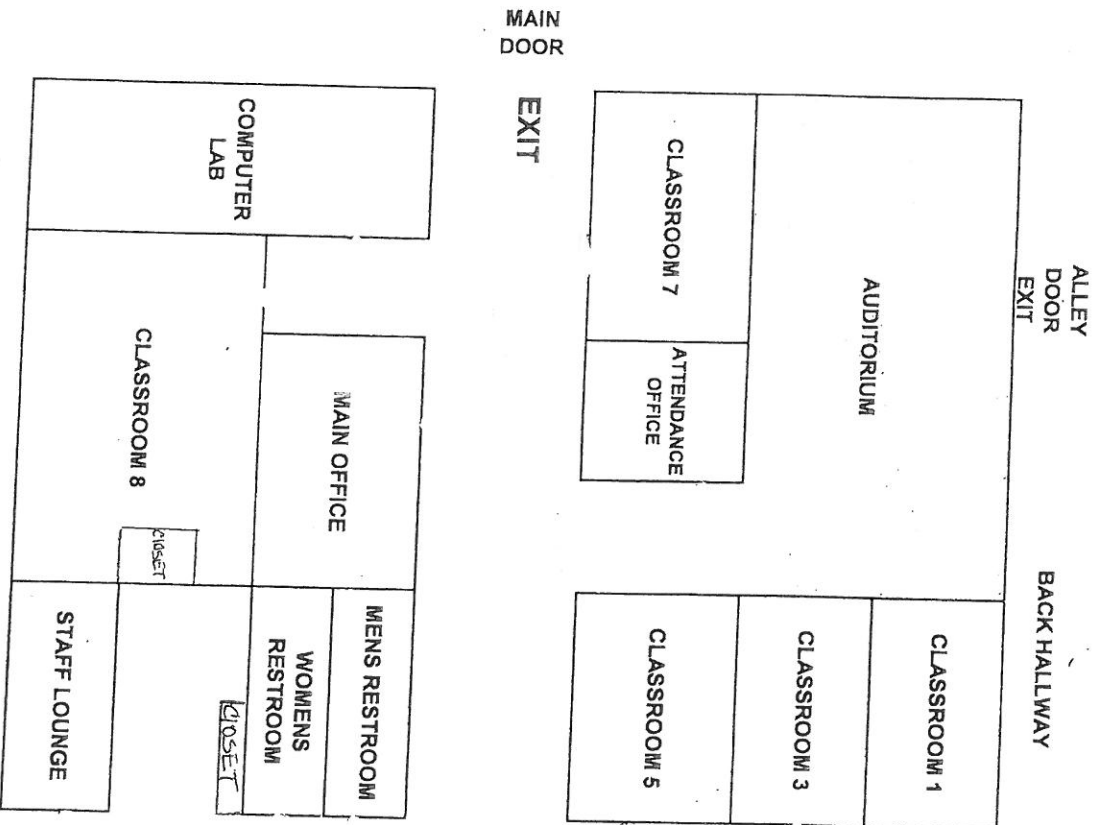 MAIN
DOOR
EXIT
COMPUTER
LAB
CLASSROOM 7
AUDITORIUM
ALLEY
DOOR
EXIT
CLASSROOM 8
MAIN OFFICE
ATTENDANCE
OFFICE
ClOSET
STAFF LOUNGE
WOMENS
RESTROOM
MENS RESTROOM
ClOSET
CLASSROOM 5
CLASSROOM 3
CLASSROOM 1
BACK HALLWAY